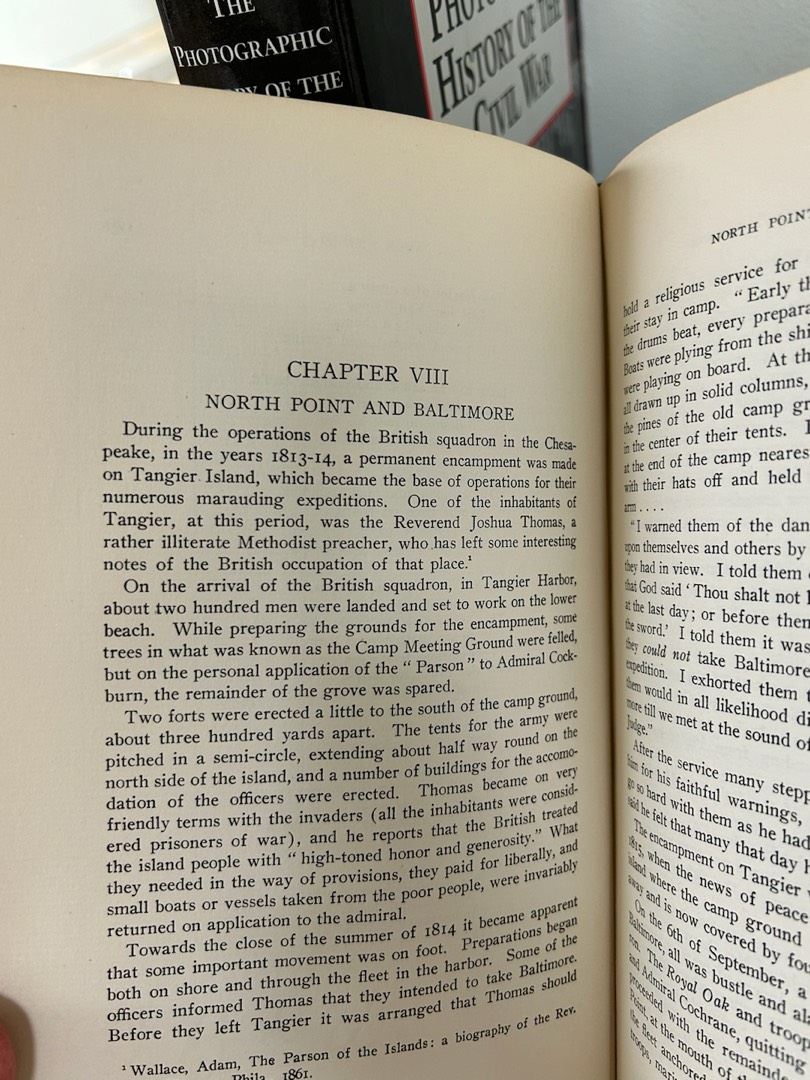 THE
PHOTOGRAPHIC
OF THE
HISTORY OF THE
CIVIL WAR
CHAPTER VIII
NORTH POINT AND BALTIMORE
During the operations of the British squadron in the Chesa-
peake, in the years 1813-14, a permanent encampment was made
on Tangier Island, which became the base of operations for their
numerous marauding expeditions. One of the inhabitants of
Tangier, at this period, was the Reverend Joshua Thomas, a
rather illiterate Methodist preacher, who has left some interesting
notes of the British occupation of that place.¹
On the arrival of the British squadron, in Tangier Harbor,
about two hundred men were landed and set to work on the lower
beach. While preparing the grounds for the encampment, some
trees in what was known as the Camp Meeting Ground were felled,
but on the personal application of the “ Parson ” to Admiral Cock-
burn, the remainder of the grove was spared.
Two forts were erected a little to the south of the camp ground,
about three hundred yards apart. The tents for the army were
pitched in a semi-circle, extending about half way round on the
north side of the island, and a number of buildings for the accomo-
dation of the officers were erected. Thomas became on very
friendly terms with the invaders (all the inhabitants were consid-
ered prisoners of war), and he reports that the British treated
the island people with “ high-toned honor and generosity.” What
they needed in the way of provisions, they paid for liberally, and
small boats or vessels taken from the poor people, were invariably
returned on application to the admiral.
Towards the close of the summer of 1814 it became apparent
that some important movement was on foot. Preparations began
both on shore and through the fleet in the harbor. Some of the
officers informed Thomas that they intended to take Baltimore.
Before they left Tangier it was arranged that Thomas should
¹ Wallace, Adam, The Parson of the Islands: a biography of the Rev.
Phila., 1861.
NORTH POINT
hold a religious service for
their stay in camp. “ Early
the drums beat, every
Boats were plying from the
were playing on board. At
all drawn up in solid columns,
the pines of the old camp
in the center of their tents.
at the end of the camp
with their hats off and held
arm . . . .
“I warned them of the
upon themselves and others by
they had in view. I told them
that God said ‘ Thou shalt not
at the last day; or before
the sword.’ I told them it was
they could not take Baltimore
expedition. I exhorted them
them would in all likelihood
more till we met at the sound of
Judge.”
After the service many
him for his faithful warnings,
go so hard with them as he had
said he felt that many that day
The encampment on Tangier
1815, when the news of peace
island where the camp ground
away and is now covered by
On the 6th of September, a
Baltimore, all was bustle and
ton. The Royal Oak and
and Admiral Cochrane, quitting
proceeded with the
Point, at the mouth of
the fleet anchored
troops,